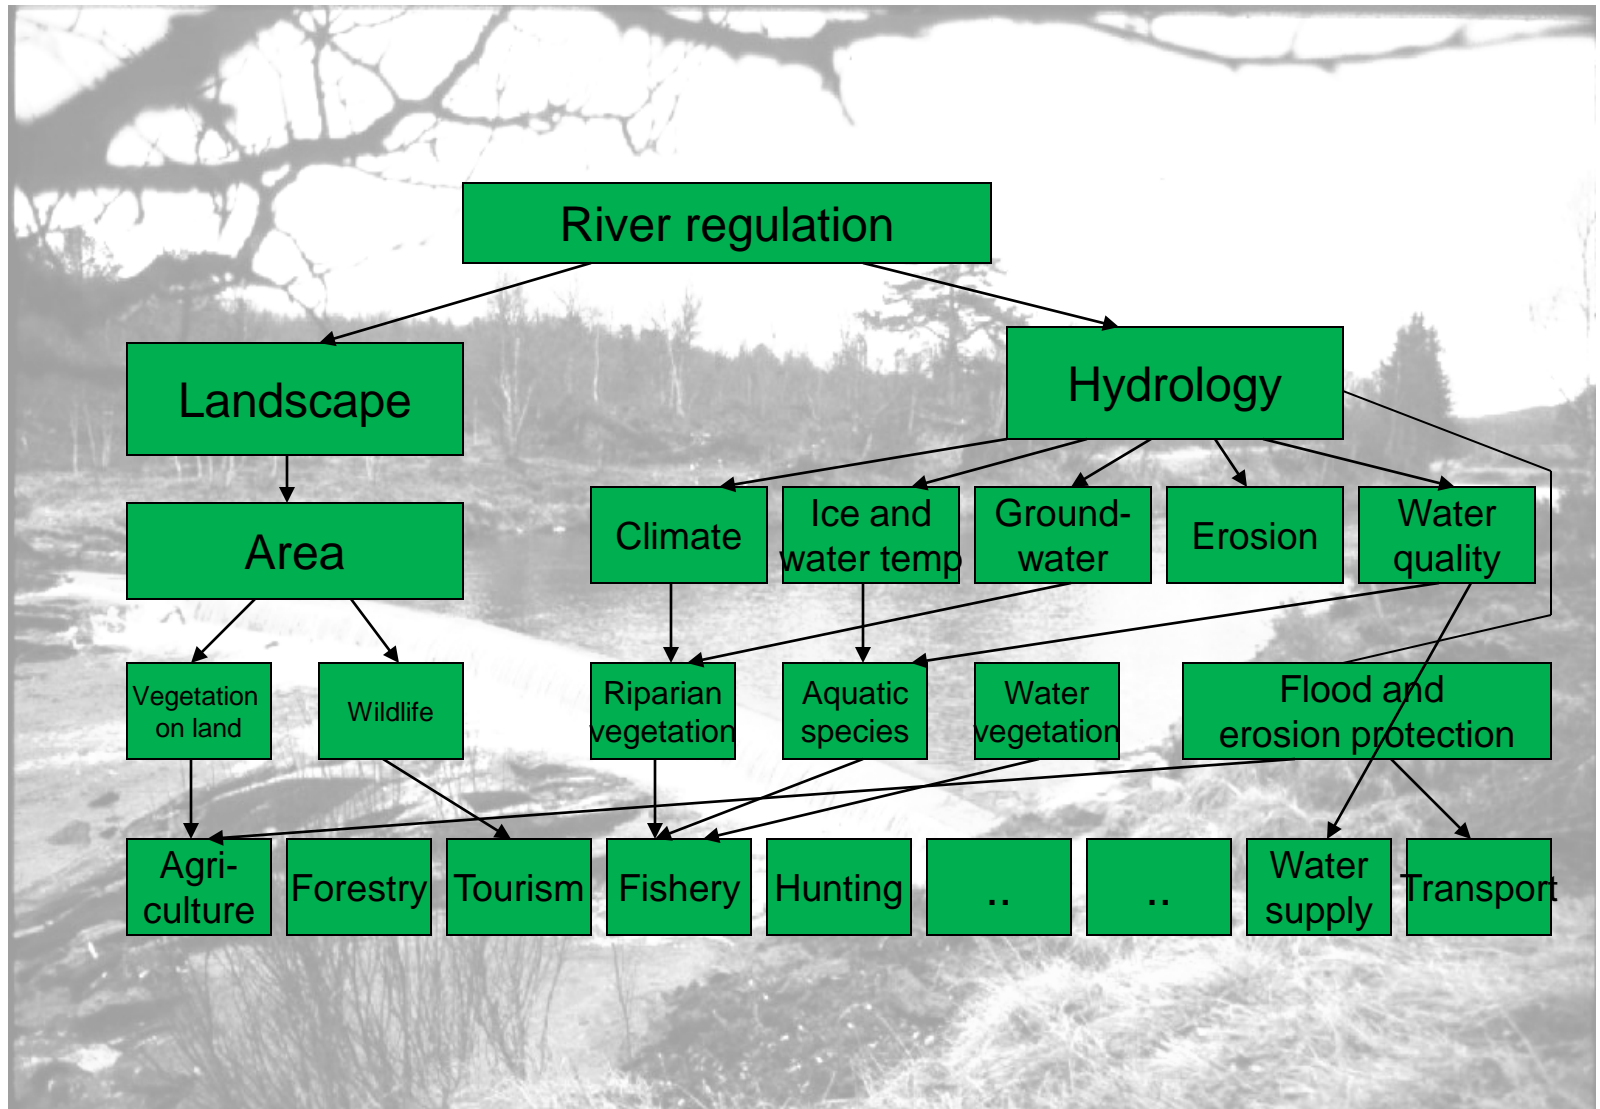 River regulation
Landscape
Hydrology
Area
Climate
Ice and
water temp
Ground-
water
Erosion
Water
quality
Vegetation
on land
Wildlife
Riparian
vegetation
Aquatic
species
Water
vegetation
Flood and
erosion protection
Agri-
culture
Forestry
Tourism
Fishery
Hunting
..
..
Water
supply
Transport